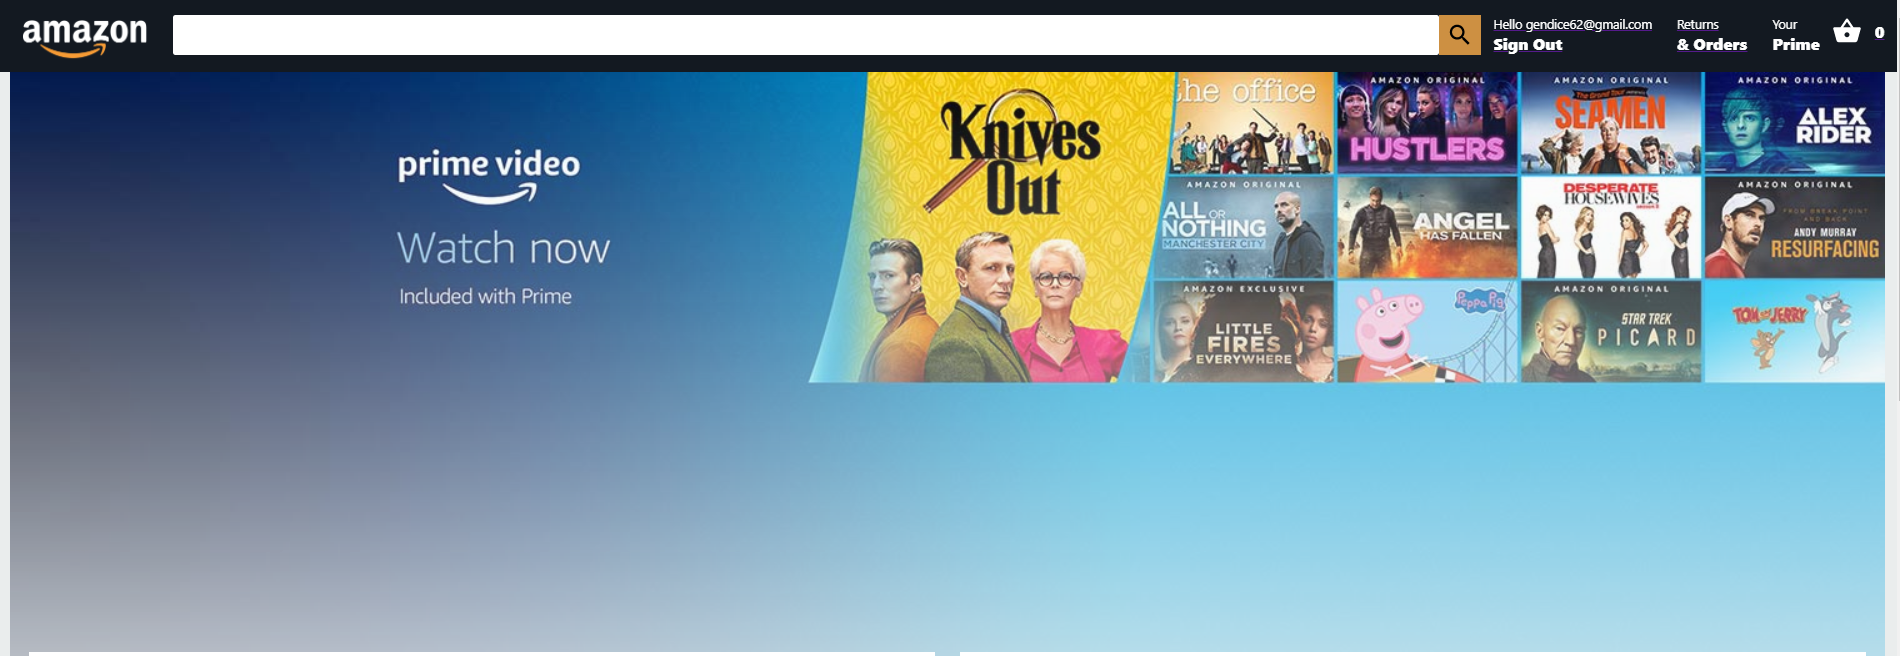 amazon
Hello gendice62@gmail.com
Sign Out
Returns
& Orders
Your
Prime
0
prime video
Watch now
Included with Prime
Knives
Out
the office
AMAZON ORIGINAL
HUSTLERS
AMAZON ORIGINAL
The Grand Tour presents
SEAMEN
AMAZON ORIGINAL
ALEX
RIDER
AMAZON ORIGINAL
ALL OR
NOTHING
MANCHESTER CITY
ANGEL
HAS FALLEN
DESPERATE
HOUSEWIVES
AMAZON ORIGINAL
FROM BREAK POINT
AND BACK
ANDY MURRAY
RESURFACING
AMAZON EXCLUSIVE
LITTLE
FIRES
EVERYWHERE
Peppa Pig
AMAZON ORIGINAL
STAR TREK
PICARD
TOM and JERRY